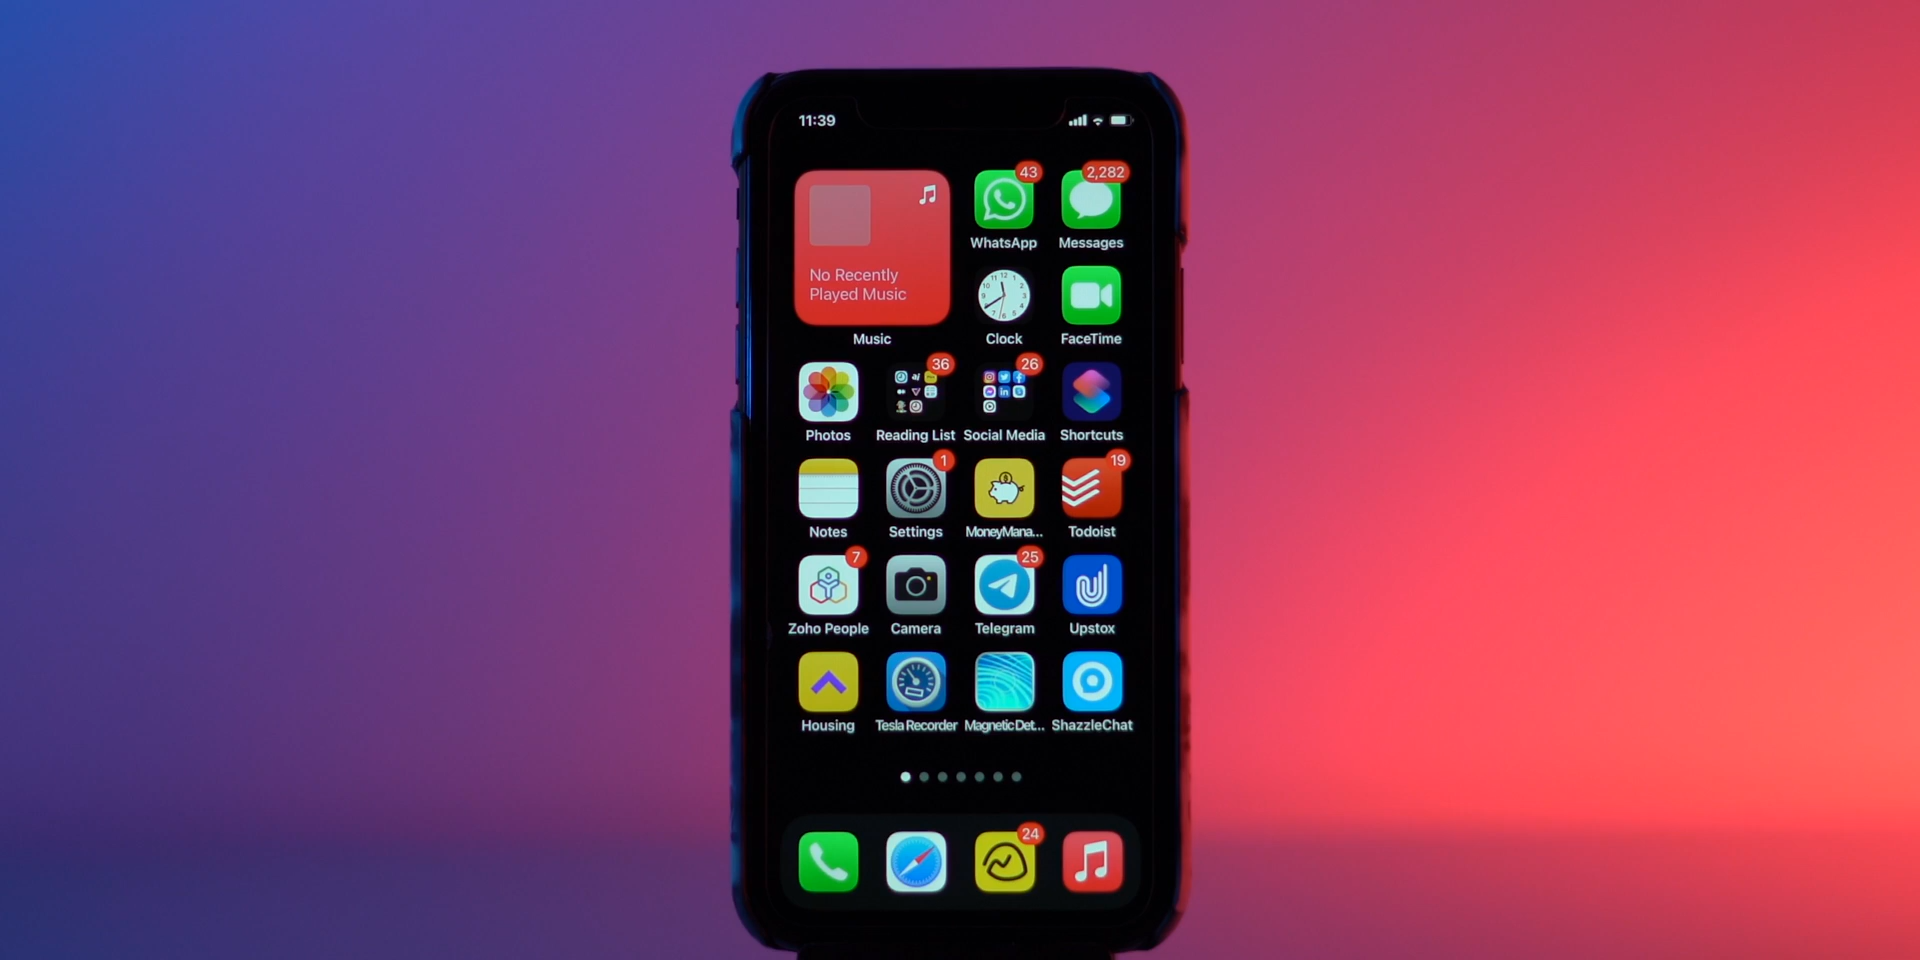 11:39
43
2,282
No Recently
Played Music
WhatsApp
Messages
Music
Clock
FaceTime
36
26
Photos
Reading List
Social Media
Shortcuts
1
19
Notes
Settings
MoneyMana...
Todoist
7
25
Zoho People
Camera
Telegram
Upstox
Housing
Tesla Recorder
Magnetic Det...
ShazzleChat
24